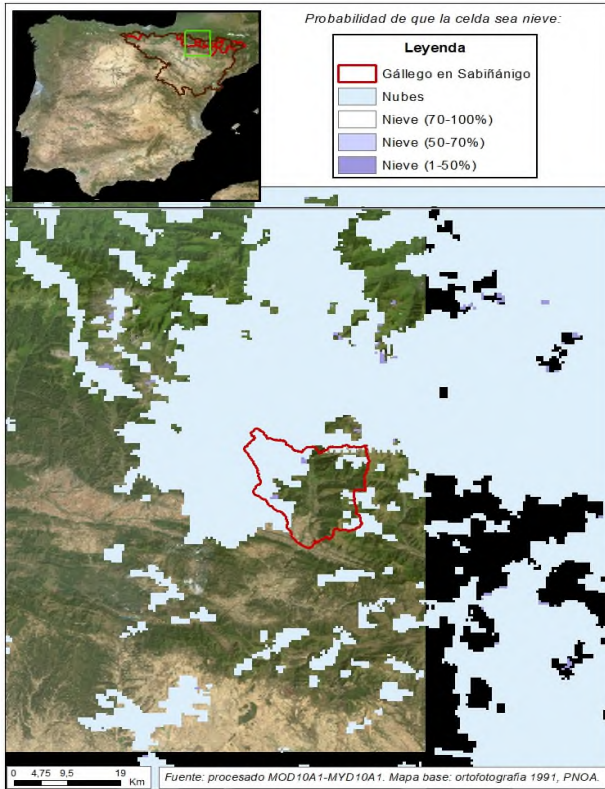 Probabilidad de que la celda sea nieve:
Leyenda
Gállego en Sabiñánigo
Nubes
Nieve (70-100%)
Nieve (50-70%)
Nieve (1-50%)
0 4,75 9,5 19
Km
Fuente: procesado MOD10A1-MYD10A1. Mapa base: ortofotografía 1991, PNOA.